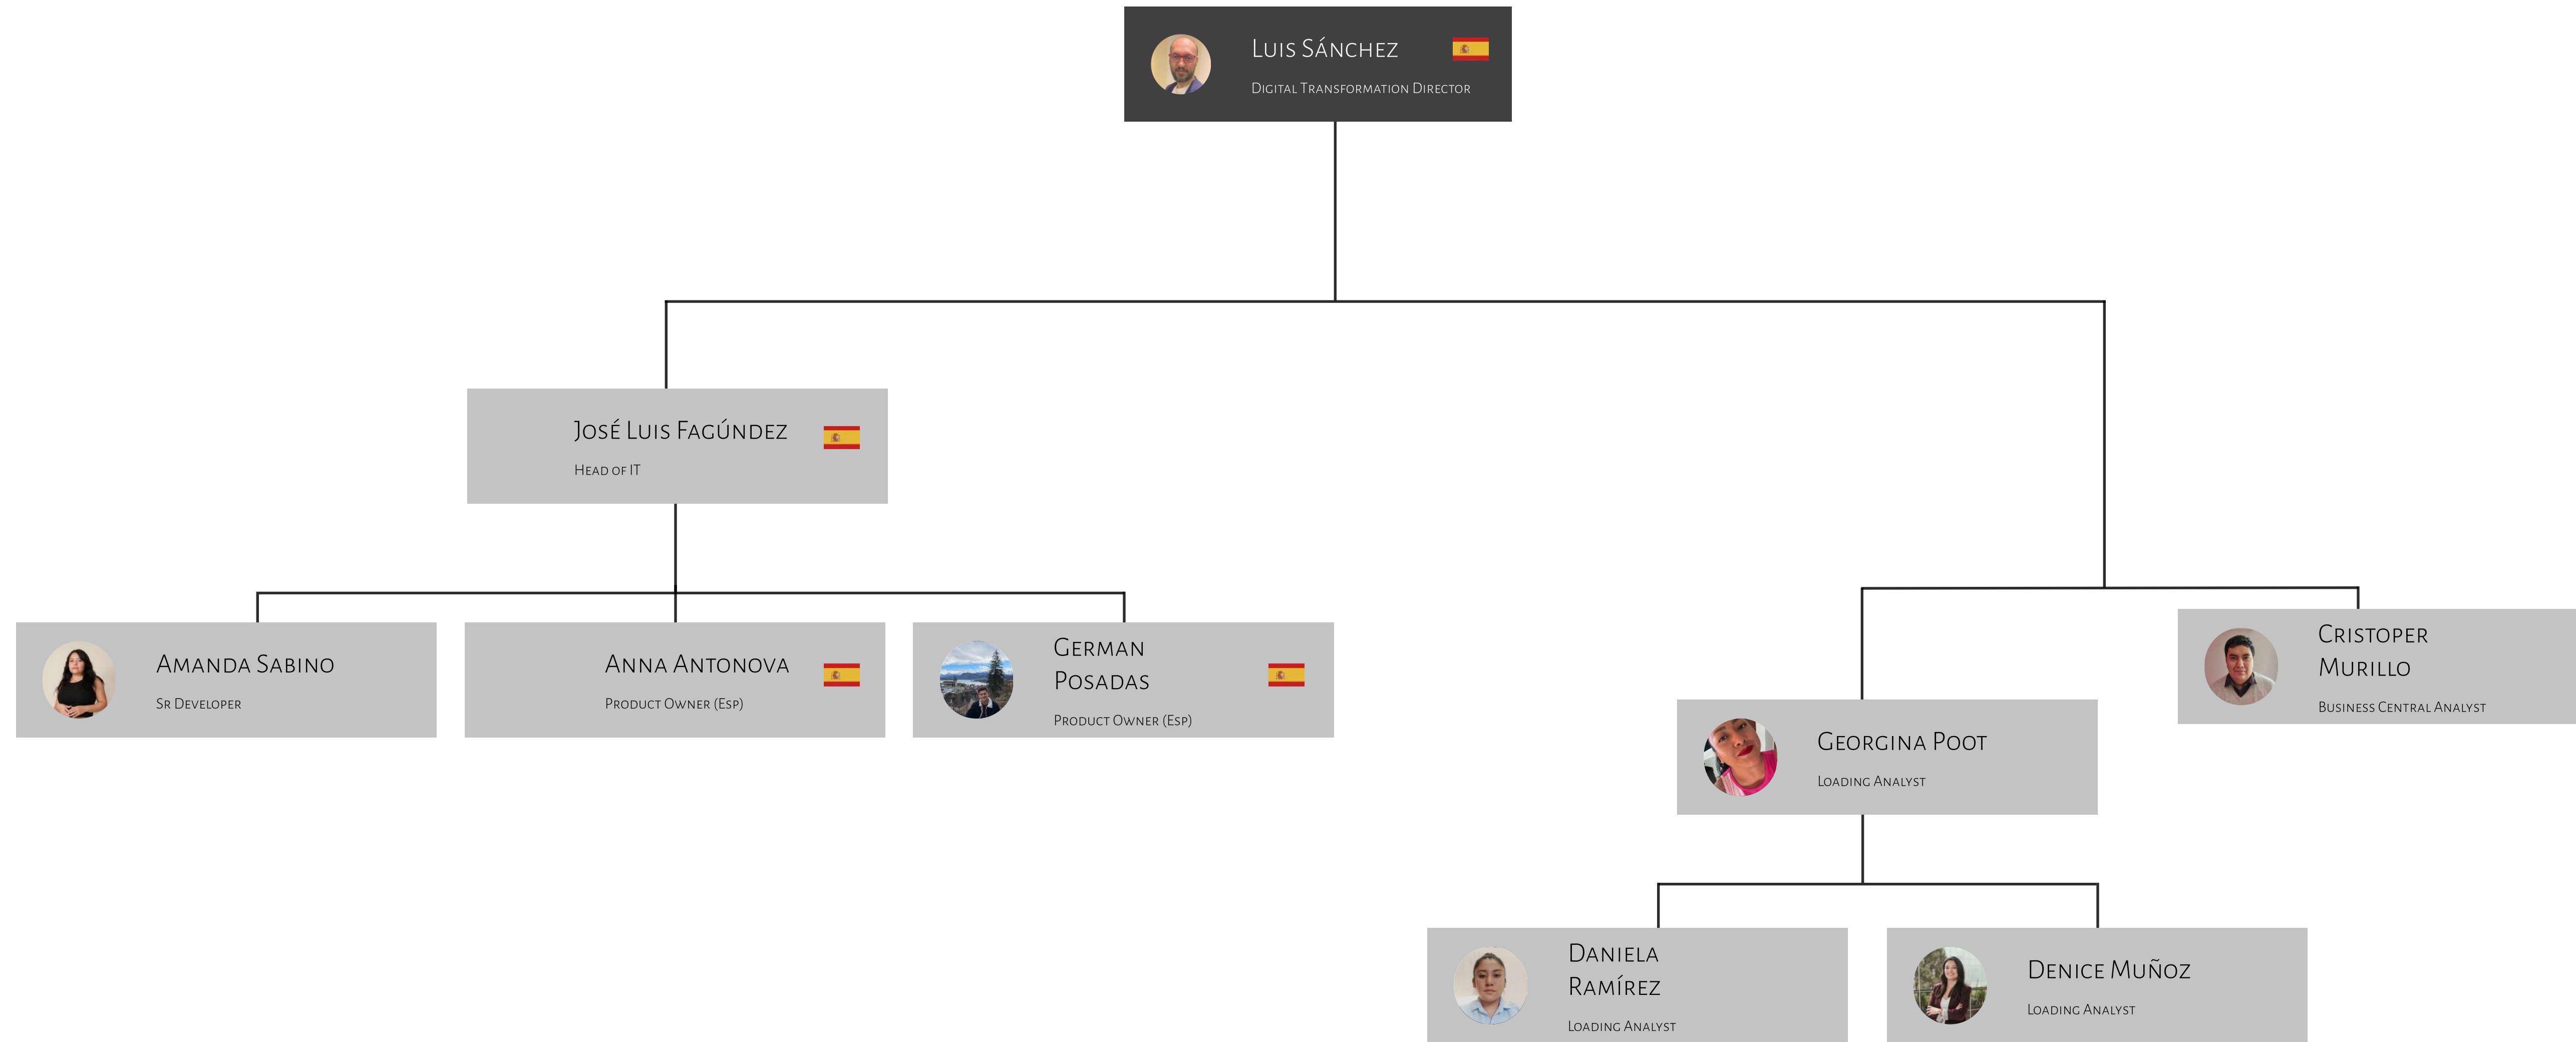 Luis Sánchez
Digital Transformation Director
José Luis Fagúndez
Head of IT
Amanda Sabino
Sr Developer
Anna Antonova
Product Owner (Esp)
German
Posadas
Product Owner (Esp)
Cristoper
Murillo
Business Central Analyst
Georgina Poot
Loading Analyst
Daniela
Ramírez
Loading Analyst
Denice Muñoz
Loading Analyst